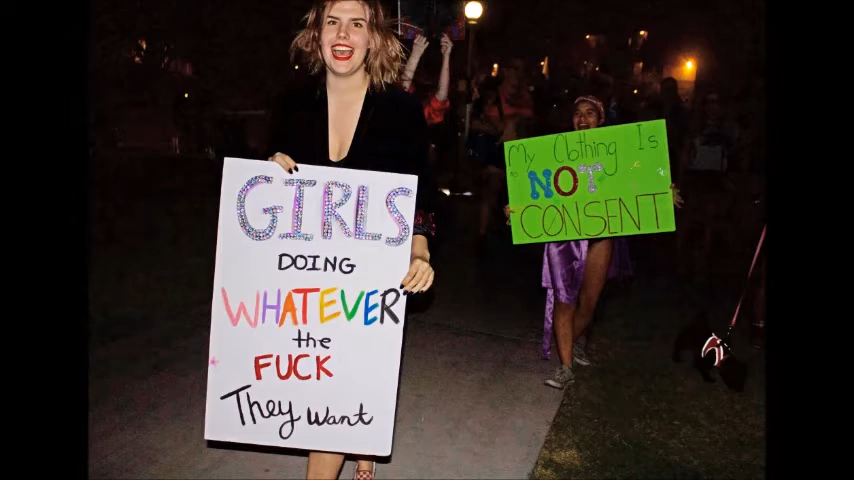 GIRLS
DOING
WHATEVER
the
FUCK
They Want
My Clothing Is
NOT
CONSENT